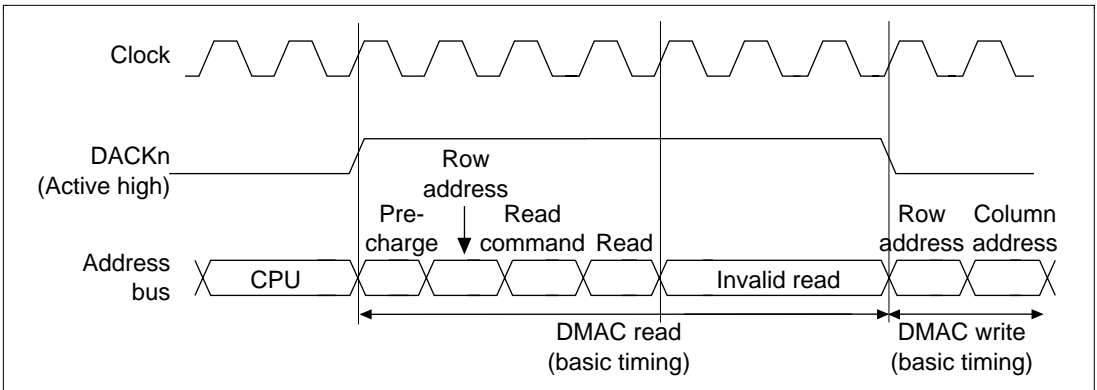 Clock
DACKn
(Active high)
Row
address
Pre-
charge
Read
command
Read
Row
address
Column
address
Address
bus
CPU
Invalid read
DMAC read
(basic timing)
DMAC write
(basic timing)